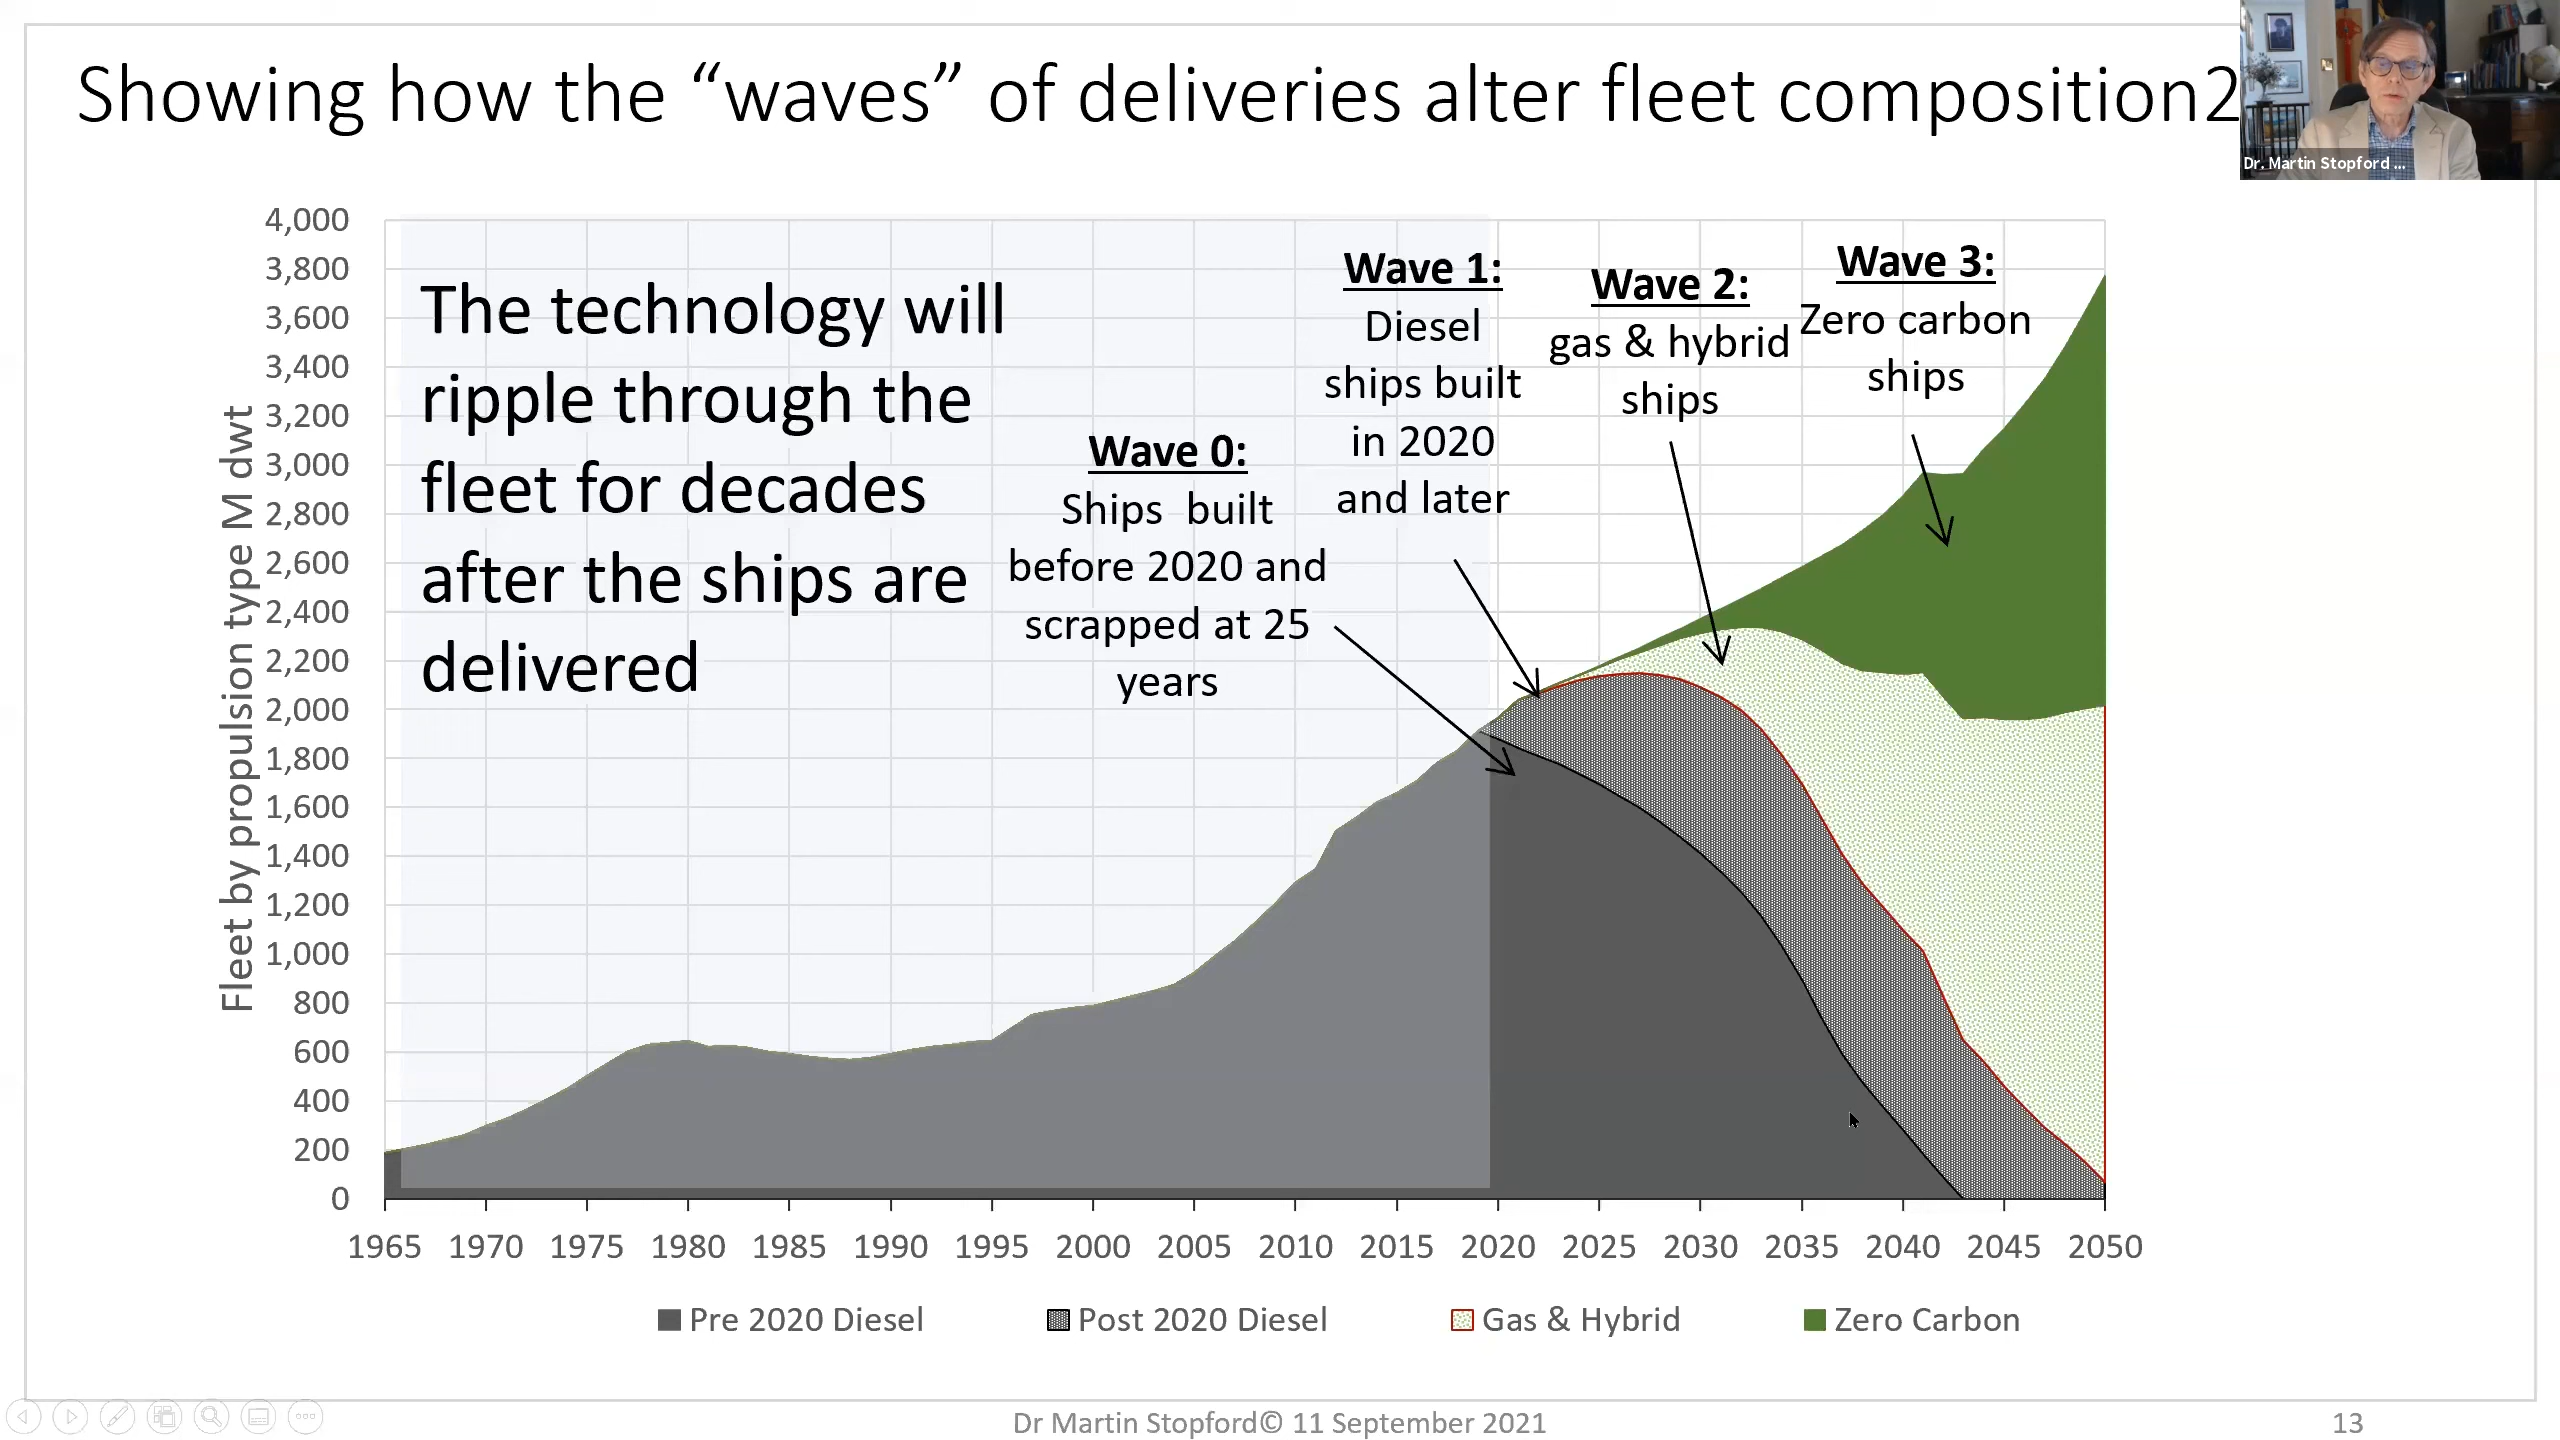 Showing how the “waves” of deliveries alter fleet composition2
Dr. Martin Stopford ...
Fleet by propulsion type M dwt
4,000
3,800
3,600
3,400
3,200
3,000
2,800
2,600
2,400
2,200
2,000
1,800
1,600
1,400
1,200
1,000
800
600
400
200
0
The technology will
ripple through the
fleet for decades
after the ships are
delivered
Wave 0:
Ships built
before 2020 and
scrapped at 25
years
Wave 1:
Diesel
ships built
in 2020
and later
Wave 2:
gas & hybrid
ships
Wave 3:
Zero carbon
ships
1965 1970 1975 1980 1985 1990 1995 2000 2005 2010 2015 2020 2025 2030 2035 2040 2045 2050
Pre 2020 Diesel Post 2020 Diesel Gas & Hybrid Zero Carbon
Dr Martin Stopford© 11 September 2021
13